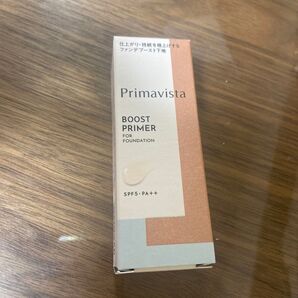 仕上がり・持続を格上げする
ファンデブースト下地
Primavista
BOOST
PRIMER
FOR
FOUNDATION
SPF5・PA++